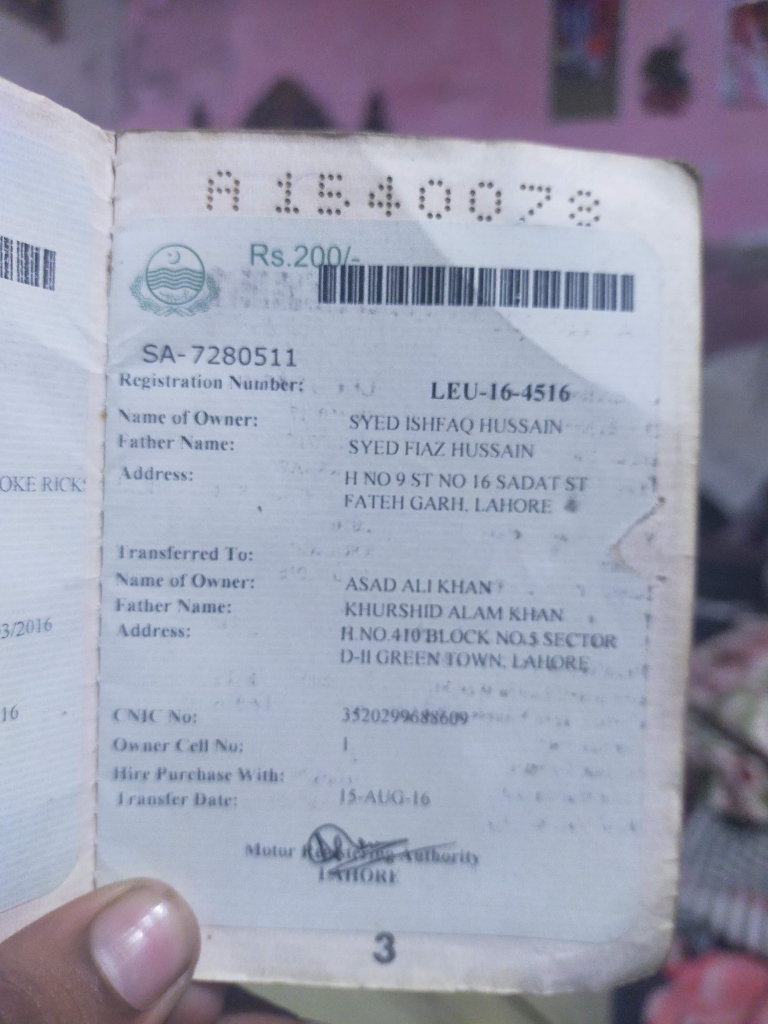 A1540078
Rs.200/-
SA-7280511
Registration Number: LEU-16-4516
Name of Owner: SYED ISHFAQ HUSSAIN
Father Name: SYED FIAZ HUSSAIN
Address: H NO 9 ST NO 16 SADAT ST
FATEH GARH, LAHORE
Transferred To:
Name of Owner: ASAD ALI KHAN
Father Name: KHURSHID ALAM KHAN
Address: H.NO.410 BLOCK NO.5 SECTOR
D-II GREEN TOWN, LAHORE
CNIC No: 3520299688609
Owner Cell No: 1
Hire Purchase With:
Transfer Date: 15-AUG-16
Motor Registering Authority
LAHORE
3
OKE RICKS
3/2016
16